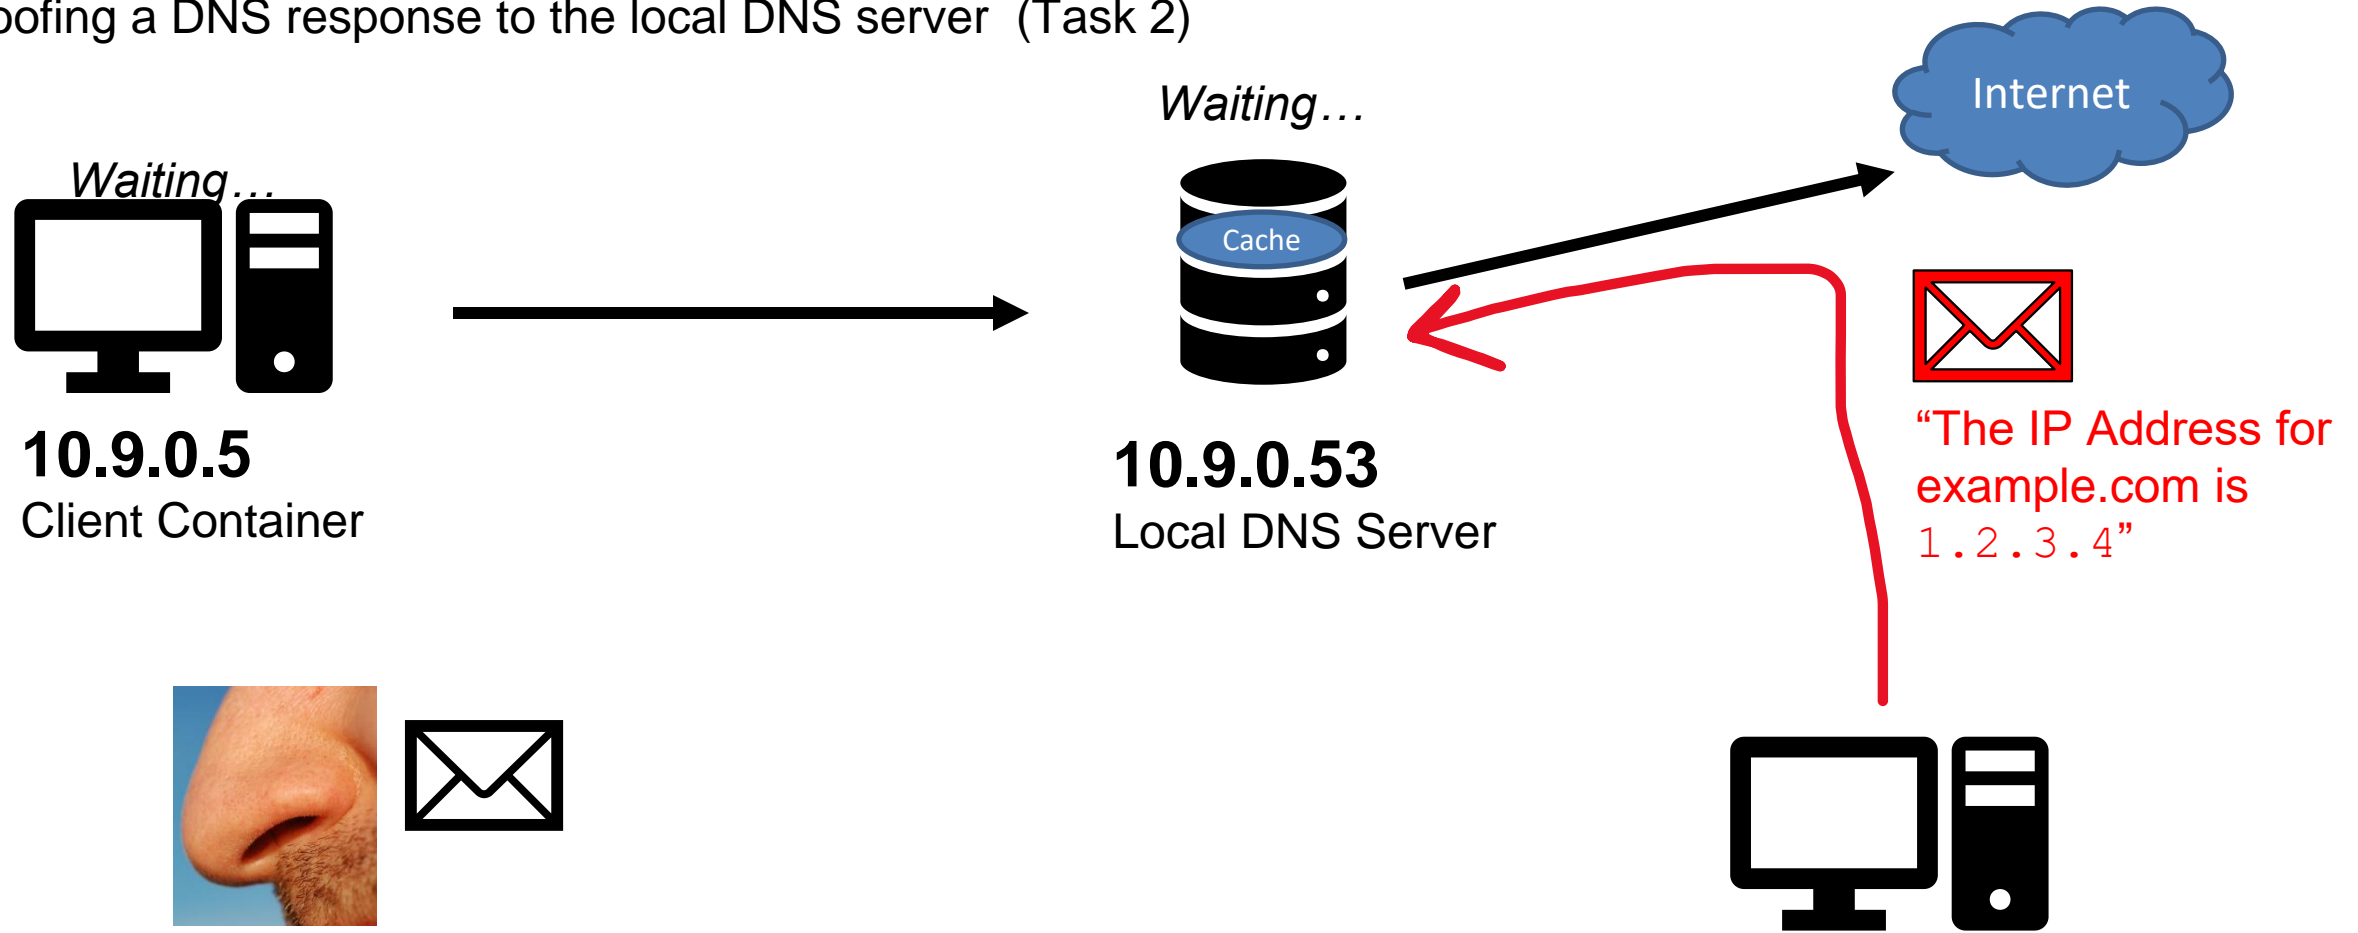 oofing a DNS response to the local DNS server (Task 2)
Waiting…
Internet
Waiting…
Cache
10.9.0.5
Client Container
10.9.0.53
Local DNS Server
“The IP Address for
example.com is
1.2.3.4”